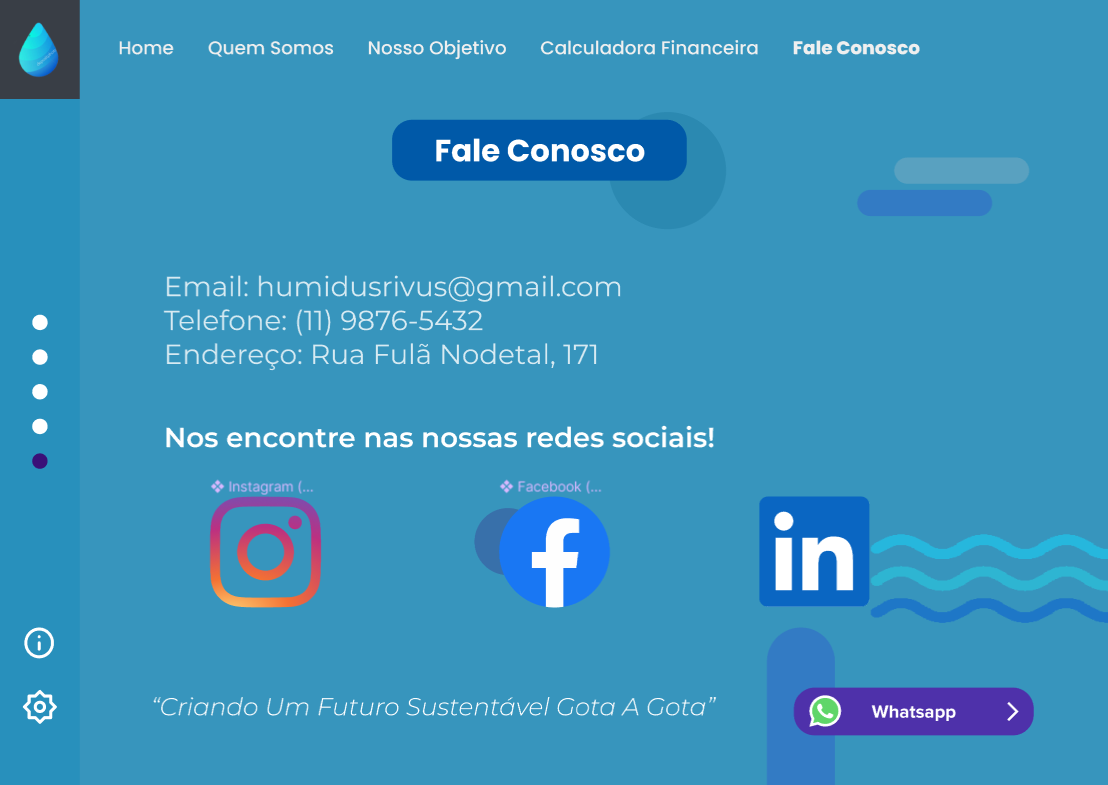 Home Quem Somos Nosso Objetivo Calculadora Financeira Fale Conosco
Fale Conosco
Email: humidusrivus@gmail.com
Telefone: (11) 9876-5432
Endereço: Rua Fulã Nodetal, 171
Nos encontre nas nossas redes sociais!
Instagram (... Facebook (...
in
“Criando Um Futuro Sustentável Gota A Gota”
Whatsapp